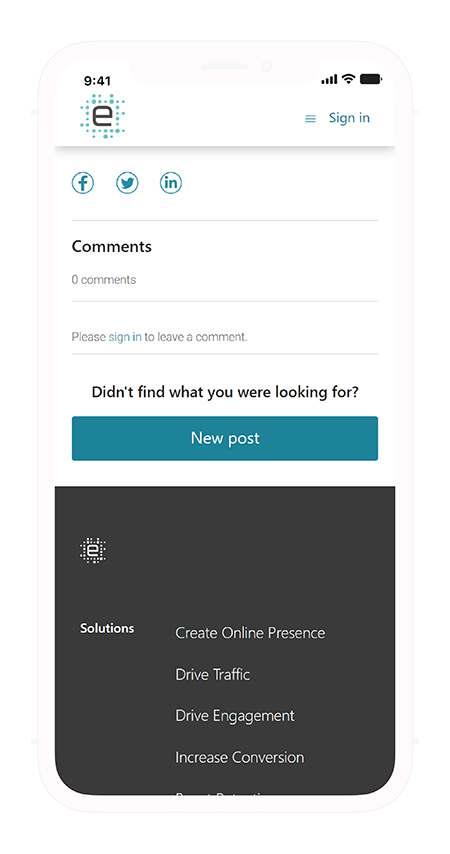 9:41
e
Sign in
f
in
Comments
0 comments
Please sign in to leave a comment.
Didn't find what you were looking for?
New post
e
Solutions
Create Online Presence
Drive Traffic
Drive Engagement
Increase Conversion